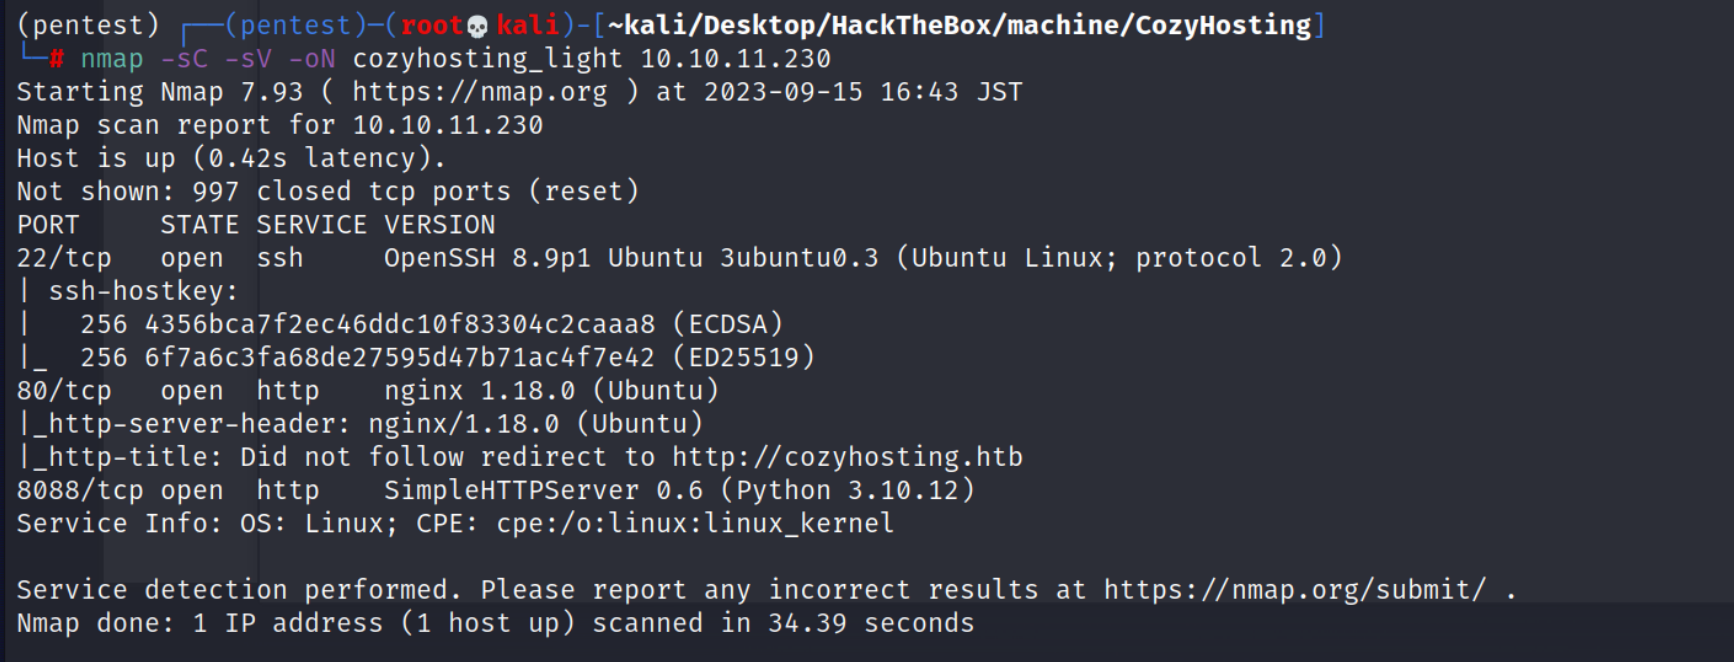 (pentest) ┌──(pentest)─(root💀kali)-[~kali/Desktop/HackTheBox/machine/CozyHosting]
└─# nmap -sC -sV -oN cozyhosting_light 10.10.11.230
Starting Nmap 7.93 ( https://nmap.org ) at 2023-09-15 16:43 JST
Nmap scan report for 10.10.11.230
Host is up (0.42s latency).
Not shown: 997 closed tcp ports (reset)
PORT     STATE SERVICE VERSION
22/tcp   open  ssh     OpenSSH 8.9p1 Ubuntu 3ubuntu0.3 (Ubuntu Linux; protocol 2.0)
| ssh-hostkey:
|   256 4356bca7f2ec46ddc10f83304c2caaa8 (ECDSA)
|_  256 6f7a6c3fa68de27595d47b71ac4f7e42 (ED25519)
80/tcp   open  http    nginx 1.18.0 (Ubuntu)
|_http-server-header: nginx/1.18.0 (Ubuntu)
|_http-title: Did not follow redirect to http://cozyhosting.htb
8088/tcp open  http    SimpleHTTPServer 0.6 (Python 3.10.12)
Service Info: OS: Linux; CPE: cpe:/o:linux:linux_kernel
Service detection performed. Please report any incorrect results at https://nmap.org/submit/ .
Nmap done: 1 IP address (1 host up) scanned in 34.39 seconds